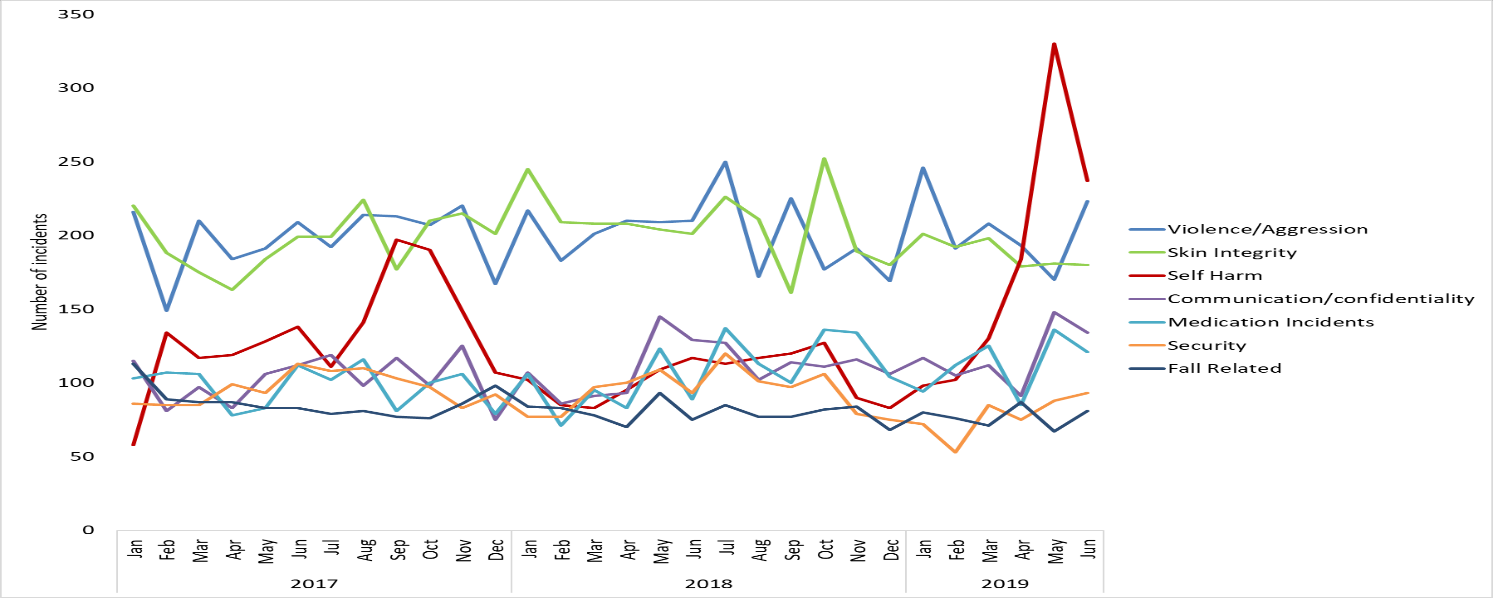 350
300
250
200
150
100
50
0
Number of incidents
Jan Feb Mar Apr May Jun Jul Aug Sep Oct Nov Dec Jan Feb Mar Apr May Jun Jul Aug Sep Oct Nov Dec Jan Feb Mar Apr May Jun
2017 2018 2019
Violence/Aggression
Skin Integrity
Self Harm
Communication/confidentiality
Medication Incidents
Security
Fall Related